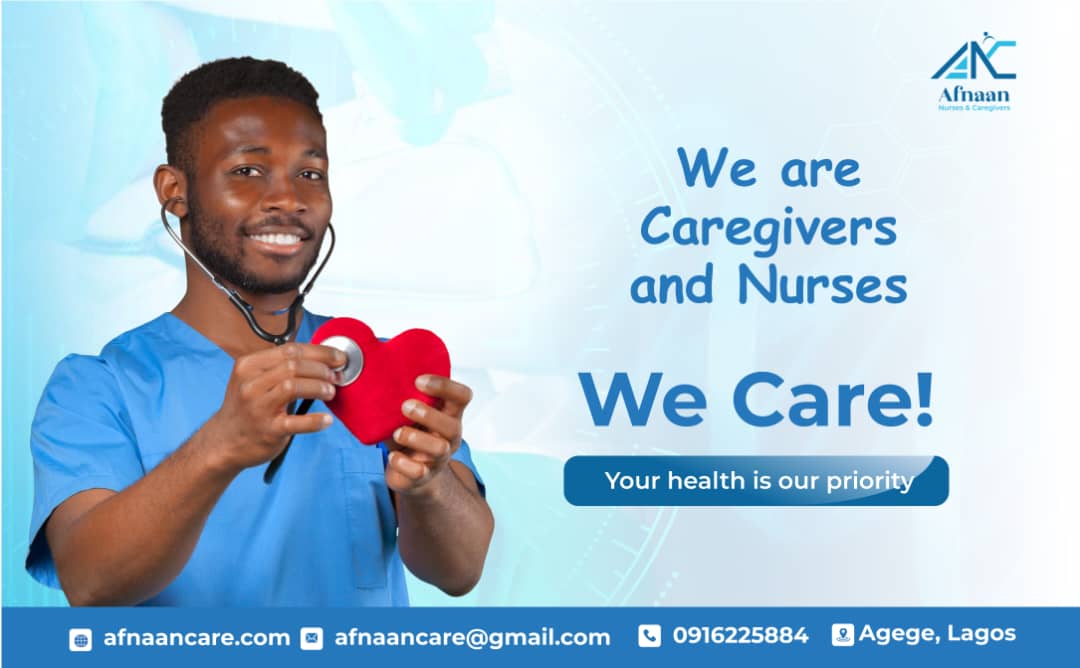 ANC
Afnaan
Nurses & Caregivers
We are
Caregivers
and Nurses
We Care!
Your health is our priority
afnaancare.com afnaancare@gmail.com 0916225884 Agege, Lagos